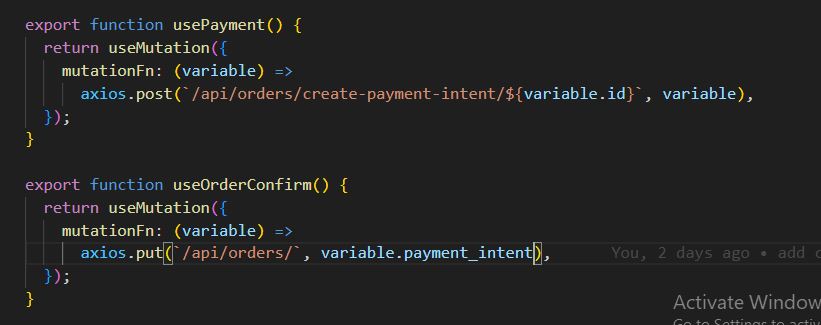 export function usePayment() {
return useMutation({
mutationFn: (variable) =>
axios.post(`/api/orders/create-payment-intent/${variable.id}`, variable),
});
}
export function useOrderConfirm() {
return useMutation({
mutationFn: (variable) =>
axios.put(`/api/orders/`, variable.payment_intent), You, 2 days ago • add
});
}
Activate Window
Go to Settings to activ